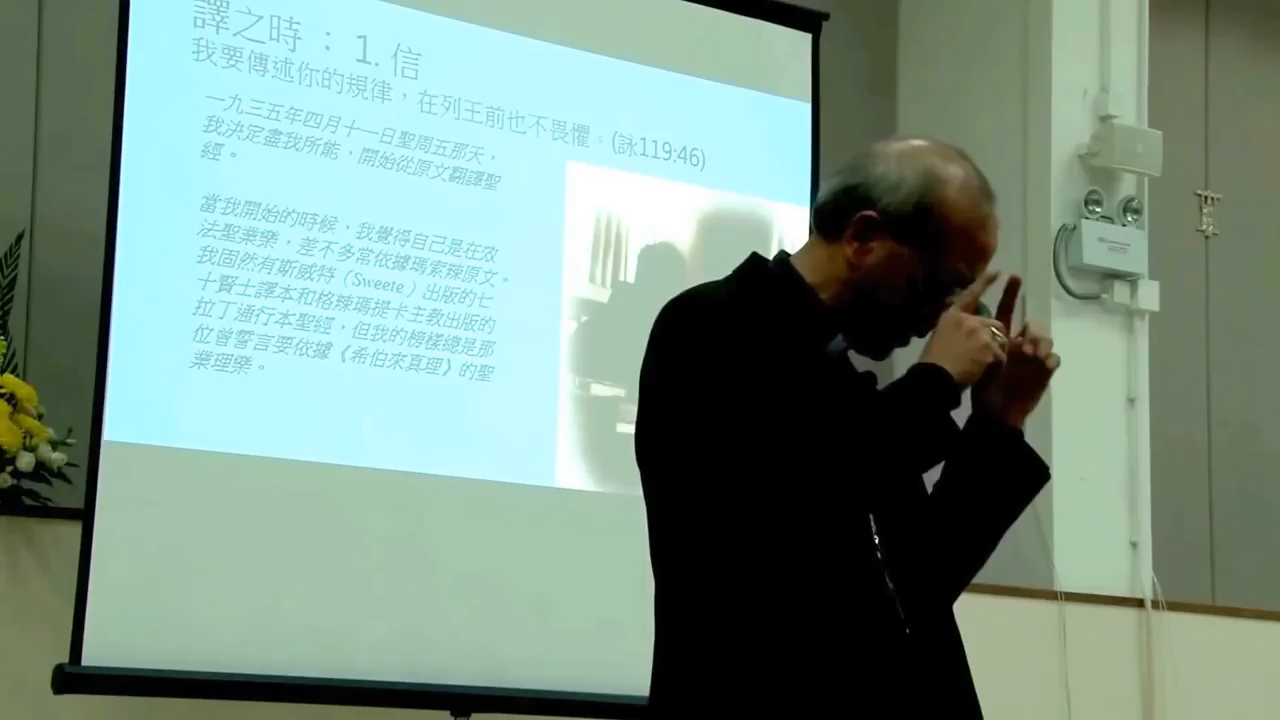 譯之時：1. 信
我要傳述你的規律，在列王前也不畏懼。(詠119:46)
一九三五年四月十一日聖周五那天，
我決定盡我所能，開始從原文翻譯聖
經。
當我開始的時候，我覺得自己是在效
法聖業樂，差不多常依據瑪索辣原文。
我固然有斯威特（Sweete）出版的七
十賢士譯本和格辣瑪提卡主教出版的
拉丁通行本聖經，但我的榜樣總是那
位曾誓言要依據《希伯來真理》的聖
業理樂。